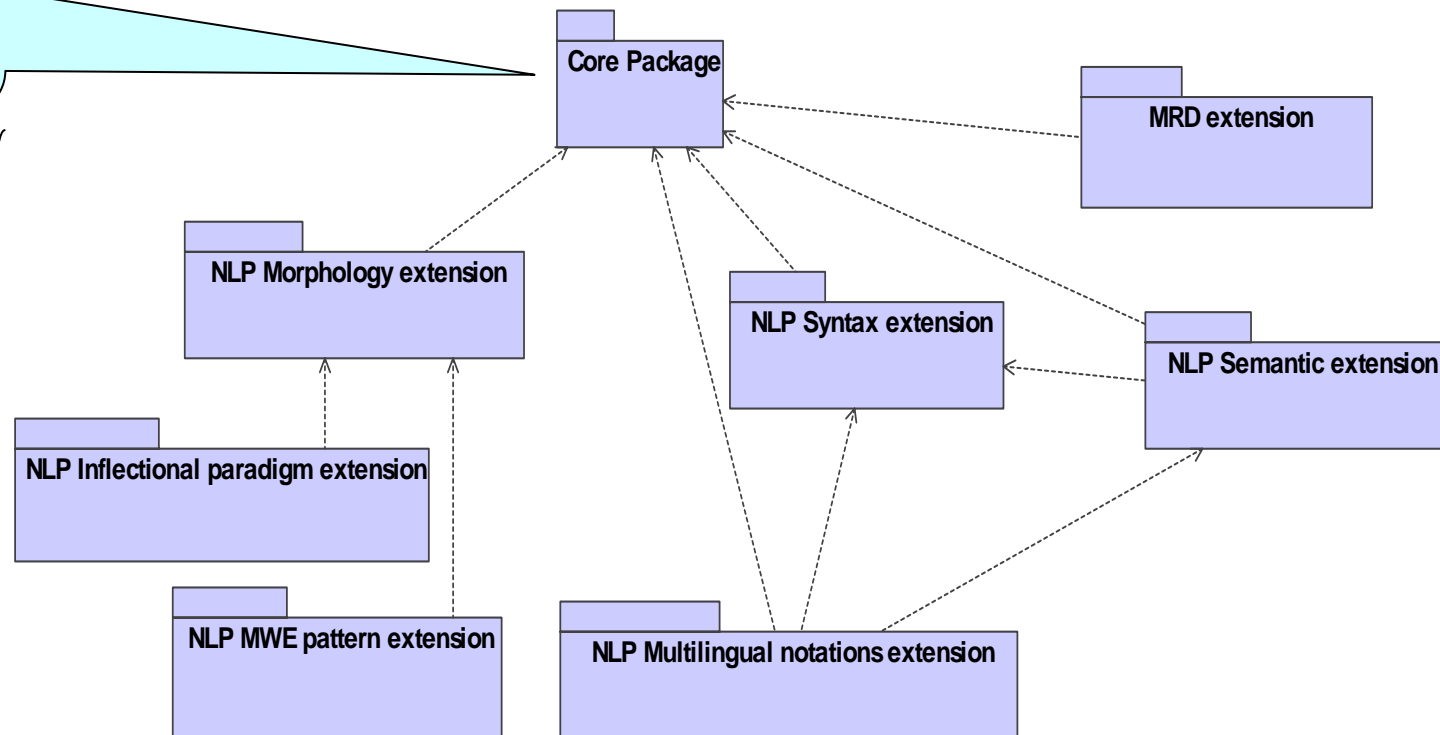 Core Package
MRD extension
NLP Morphology extension
NLP Syntax extension
NLP Semantic extension
NLP Inflectional paradigm extension
NLP MWE pattern extension
NLP Multilingual notations extension